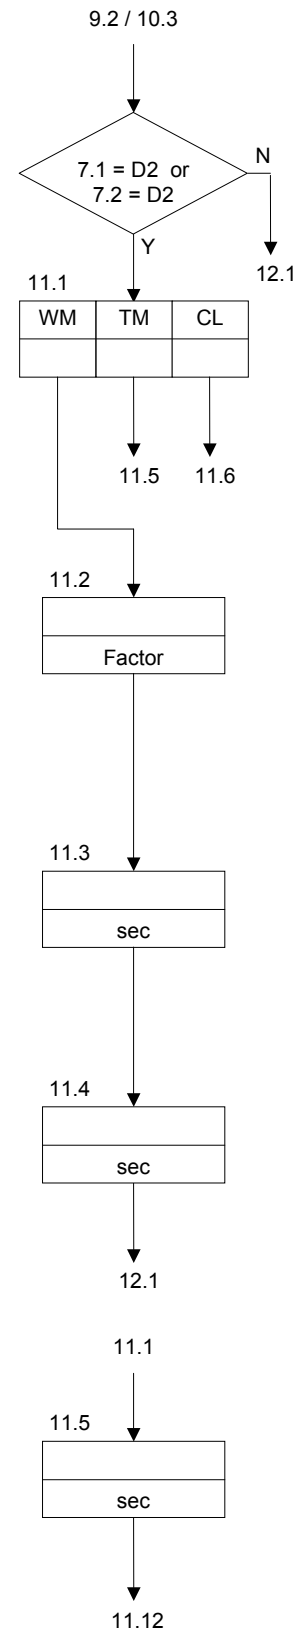 9.2 / 10.3
7.1 = D2 or
7.2 = D2
N
Y
12.1
11.1
WM TM CL
11.5 11.6
11.2
Factor
11.3
sec
11.4
sec
12.1
11.1
11.5
sec
11.12